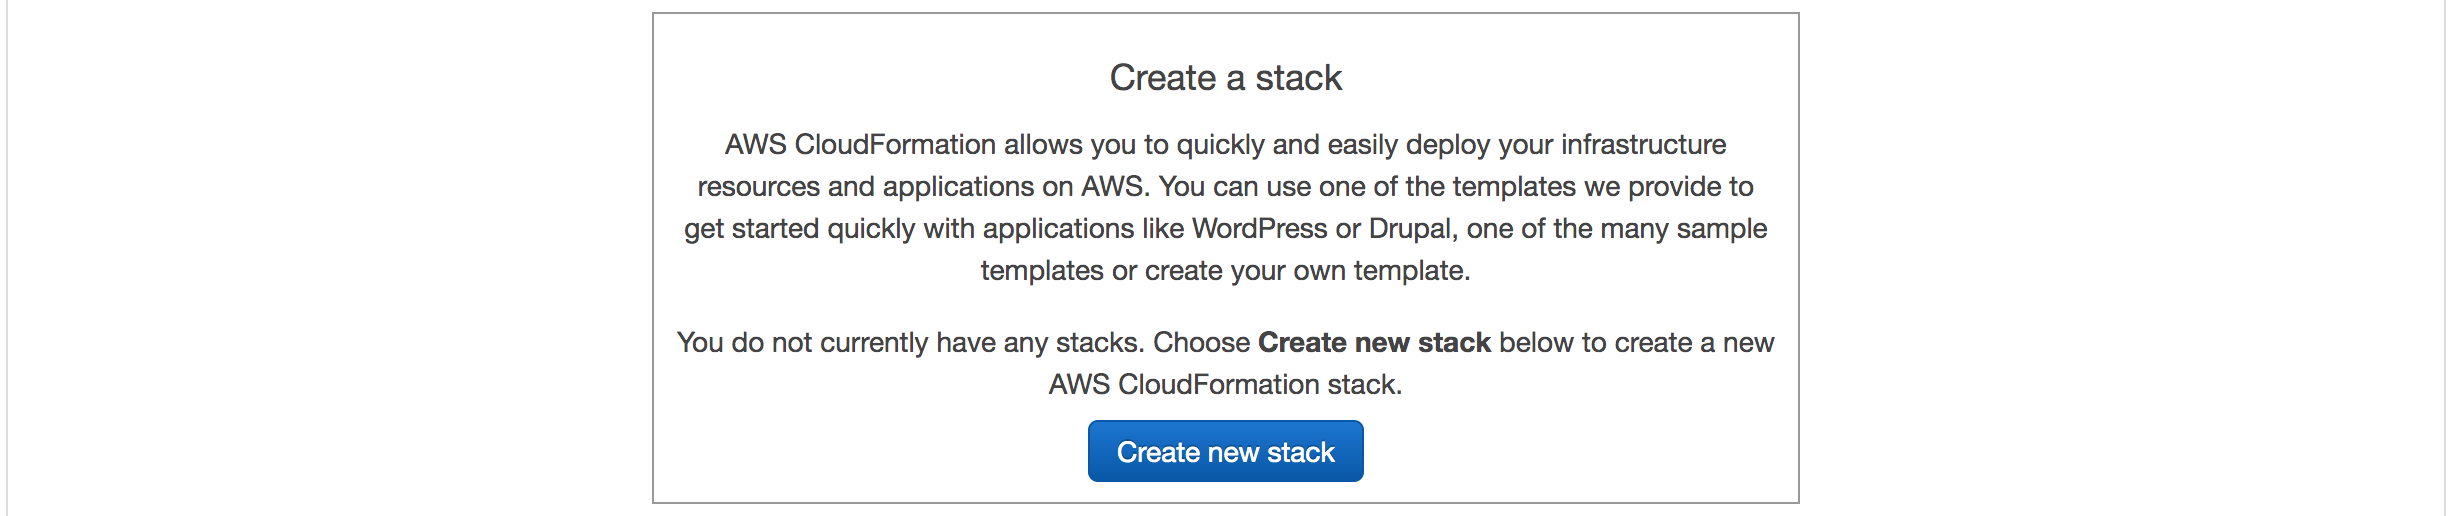 Create a stack
AWS CloudFormation allows you to quickly and easily deploy your infrastructure
resources and applications on AWS. You can use one of the templates we provide to
get started quickly with applications like WordPress or Drupal, one of the many sample
templates or create your own template.
You do not currently have any stacks. Choose Create new stack below to create a new
AWS CloudFormation stack.
Create new stack